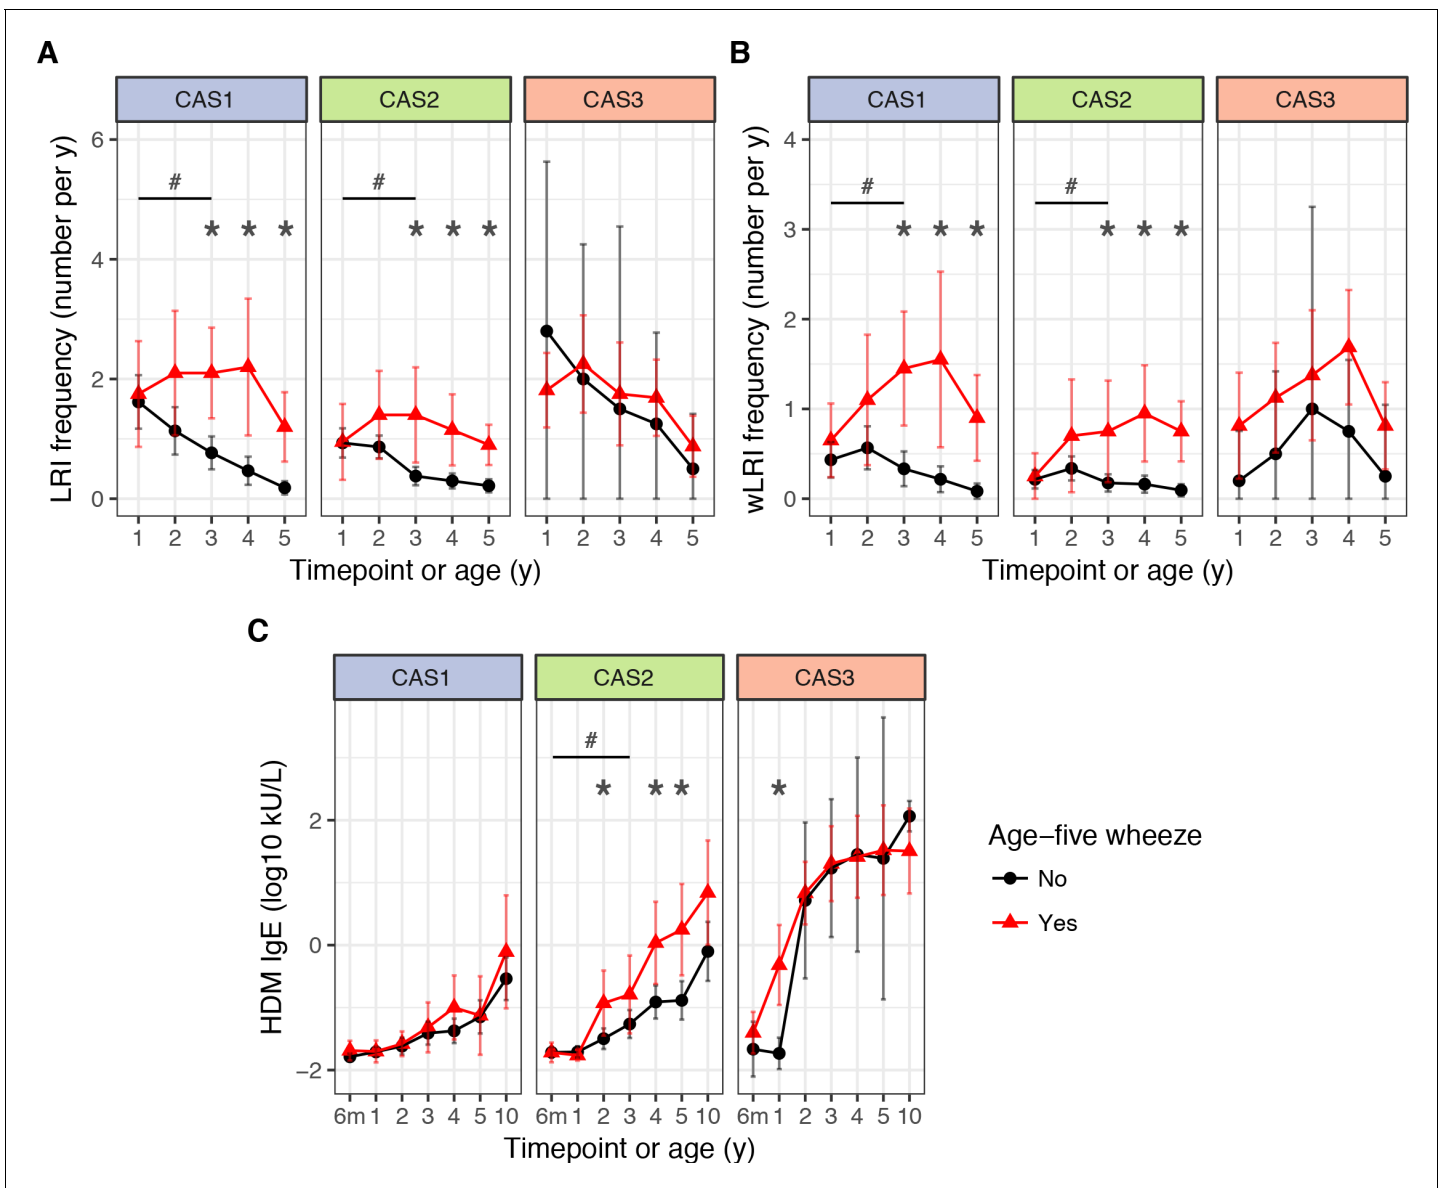 A
B
CAS1
CAS2
CAS3
CAS1
CAS2
CAS3
LRI frequency (number per y)
6
4
2
0
#
* * *
#
* * *
wLRI frequency (number per y)
4
3
2
1
0
#
* * *
#
* * *
1 2 3 4 5
1 2 3 4 5
1 2 3 4 5
1 2 3 4 5
1 2 3 4 5
1 2 3 4 5
Timepoint or age (y)
Timepoint or age (y)
C
CAS1
CAS2
CAS3
HDM IgE (log10 kU/L)
2
0
−2
#
* * *
*
6m 1 2 3 4 5 10
6m 1 2 3 4 5 10
6m 1 2 3 4 5 10
Timepoint or age (y)
Age−five wheeze
No
Yes